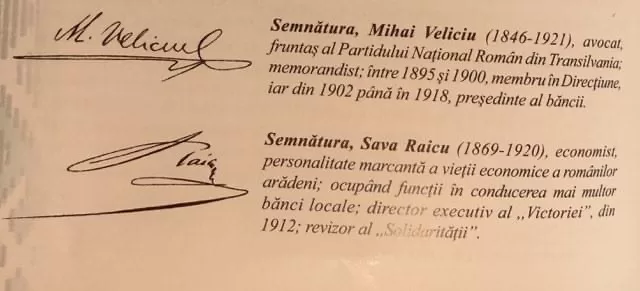 M. Veliciu
Semnătura, Mihai Veliciu (1846-1921), avocat,
fruntaș al Partidului Național Român din Transilvania;
memorandist; între 1895 și 1900, membru în Direcțiune,
iar din 1902 până în 1918, președinte al băncii.
Semnătura, Sava Raicu (1869-1920), economist,
personalitate marcantă a vieții economice a românilor
arădeni; ocupând funcții în conducerea mai multor
bănci locale; director executiv al ,,Victoriei”, din
1912; revizor al ,,Solidarității”.